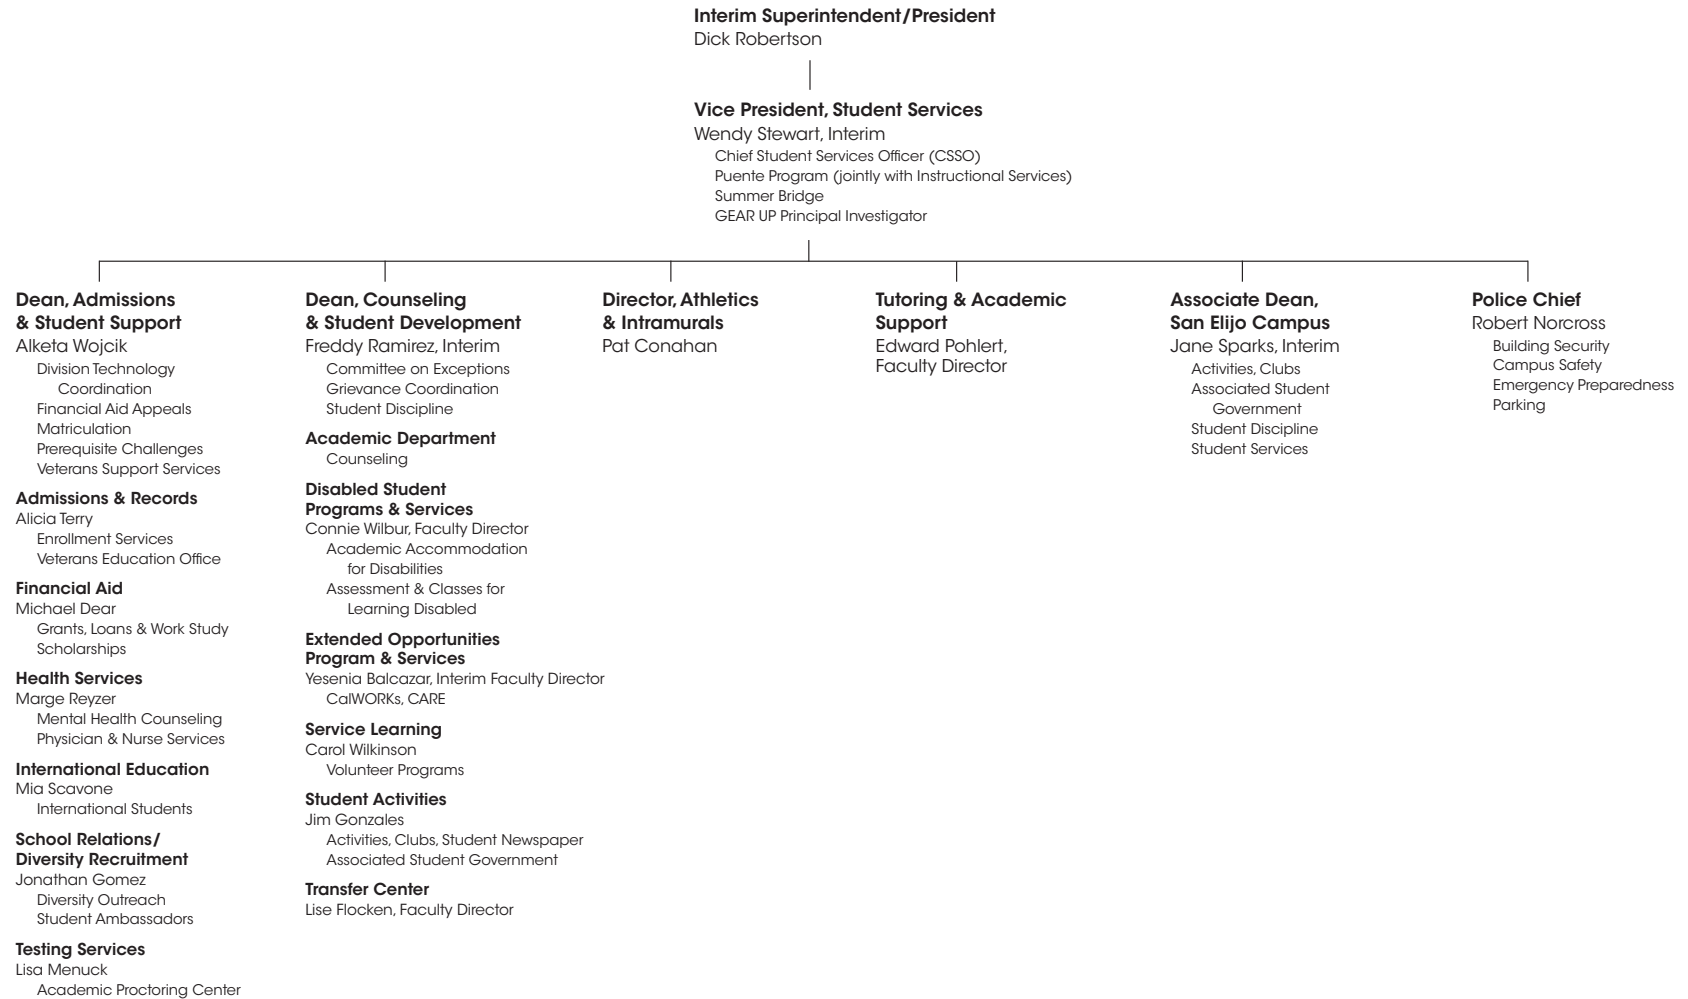 Interim Superintendent/President
Dick Robertson
Vice President, Student Services
Wendy Stewart, Interim
Chief Student Services Officer (CSSO)
Puente Program (jointly with Instructional Services)
Summer Bridge
GEAR UP Principal Investigator
Dean, Admissions
& Student Support
Alketa Wojcik
Division Technology
Coordination
Financial Aid Appeals
Matriculation
Prerequisite Challenges
Veterans Support Services
Admissions & Records
Alicia Terry
Enrollment Services
Veterans Education Office
Financial Aid
Michael Dear
Grants, Loans & Work Study
Scholarships
Health Services
Marge Reyzer
Mental Health Counseling
Physician & Nurse Services
International Education
Mia Scavone
International Students
School Relations/
Diversity Recruitment
Jonathan Gomez
Diversity Outreach
Student Ambassadors
Testing Services
Lisa Menuck
Academic Proctoring Center
Dean, Counseling
& Student Development
Freddy Ramirez, Interim
Committee on Exceptions
Grievance Coordination
Student Discipline
Academic Department
Counseling
Disabled Student
Programs & Services
Connie Wilbur, Faculty Director
Academic Accommodation
for Disabilities
Assessment & Classes for
Learning Disabled
Extended Opportunities
Program & Services
Yesenia Balcazar, Interim Faculty Director
CalWORKs, CARE
Service Learning
Carol Wilkinson
Volunteer Programs
Student Activities
Jim Gonzales
Activities, Clubs, Student Newspaper
Associated Student Government
Transfer Center
Lise Flocken, Faculty Director
Director, Athletics
& Intramurals
Pat Conahan
Tutoring & Academic
Support
Edward Pohlert,
Faculty Director
Associate Dean,
San Elijo Campus
Jane Sparks, Interim
Activities, Clubs
Associated Student
Government
Student Discipline
Student Services
Police Chief
Robert Norcross
Building Security
Campus Safety
Emergency Preparedness
Parking